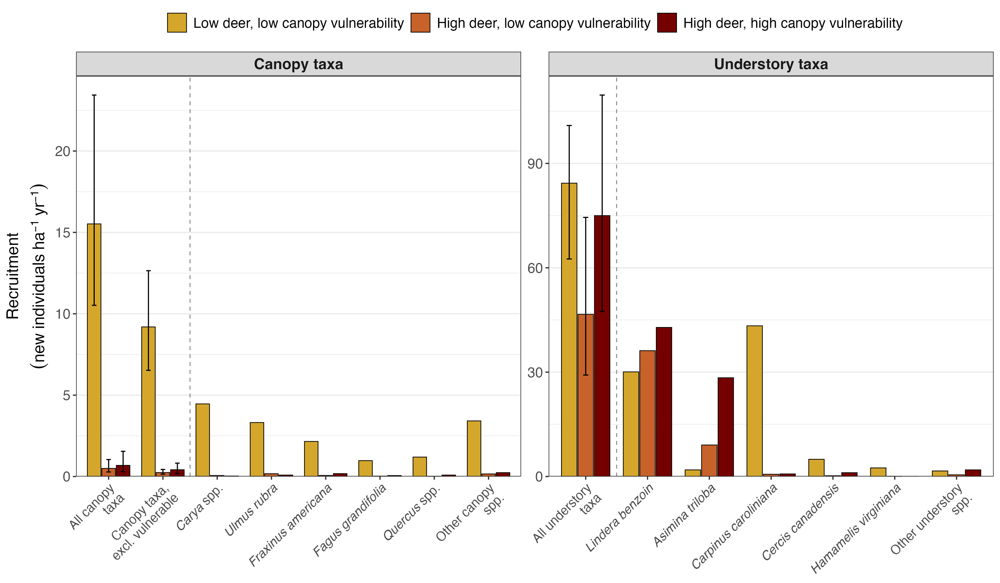 Low deer, low canopy vulnerability
High deer, low canopy vulnerability
High deer, high canopy vulnerability
Canopy taxa
Understory taxa
Recruitment
(new individuals ha⁻¹ yr⁻¹)
20
15
10
5
0
90
60
30
0
All canopy
taxa
Canopy taxa,
excl. vulnerable
Carya spp.
Ulmus rubra
Fraxinus americana
Fagus grandifolia
Quercus spp.
Other canopy
spp.
All understory
taxa
Lindera benzoin
Asimina triloba
Carpinus caroliniana
Cercis canadensis
Hamamelis virginiana
Other understory
spp.